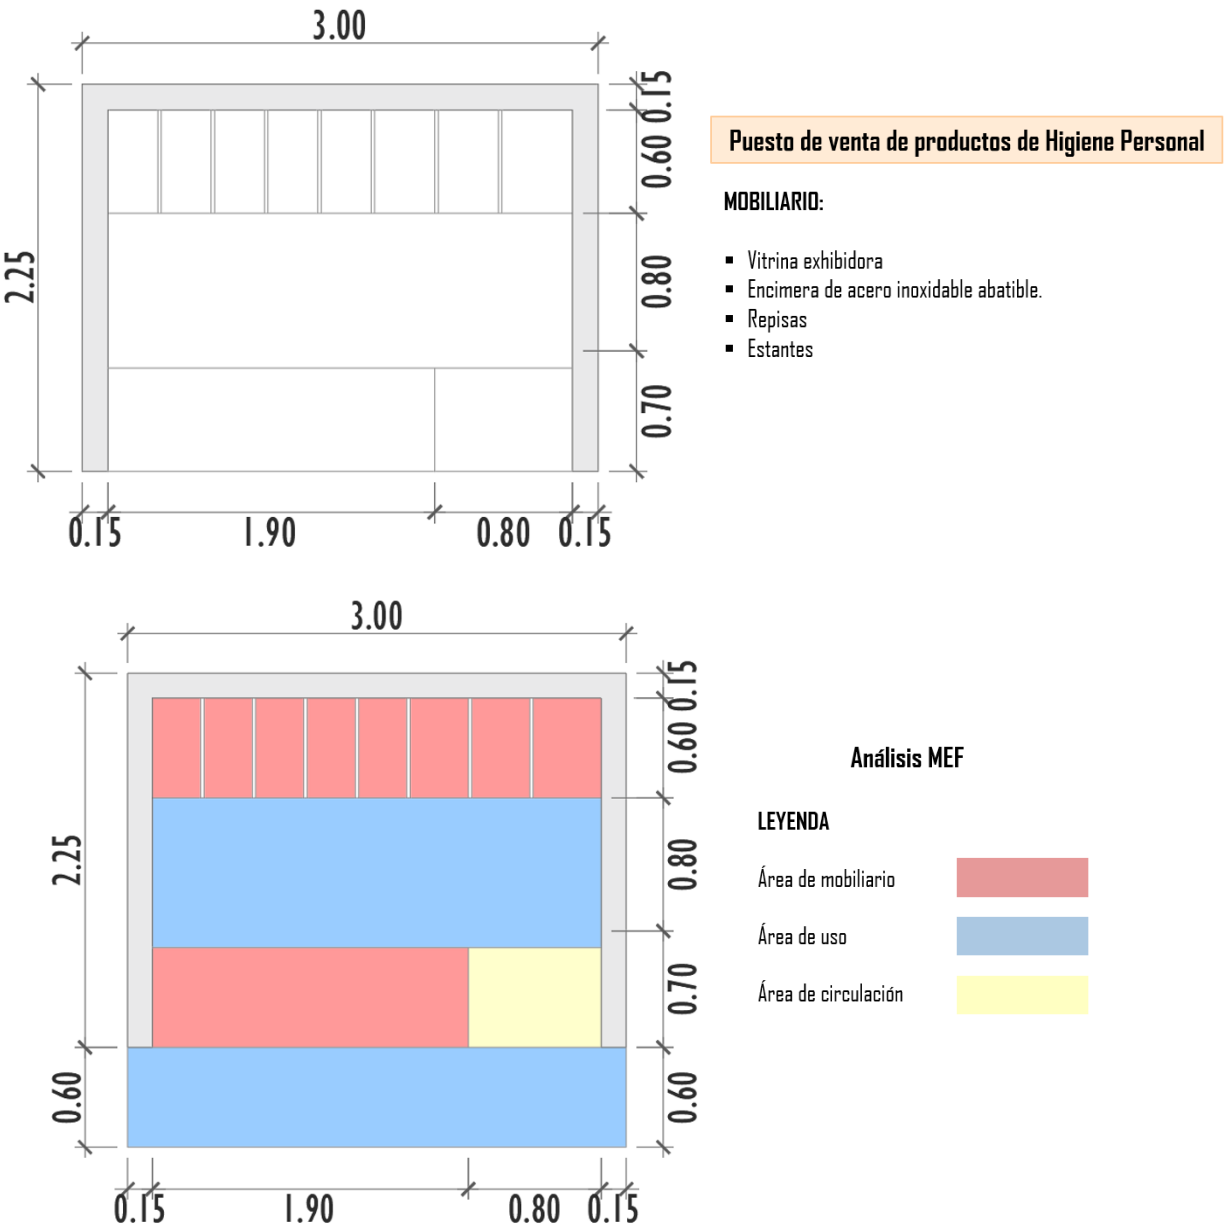 3.00
0.15
0.60
2.25
0.80
0.70
0.15
1.90
0.80
0.15
Puesto de venta de productos de Higiene Personal
MOBILIARIO:
▪ Vitrina exhibidora
▪ Encimera de acero inoxidable abatible.
▪ Repisas
▪ Estantes
3.00
0.15
0.60
2.25
0.80
0.70
0.60
0.60
0.15
1.90
0.80
0.15
Análisis MEF
LEYENDA
Área de mobiliario
Área de uso
Área de circulación